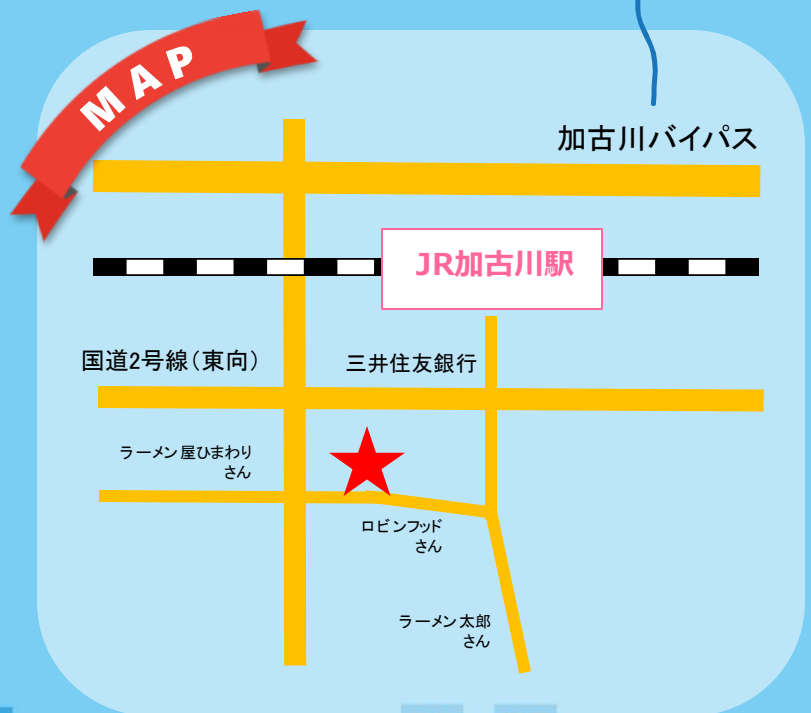 MAP
加古川バイパス
JR加古川駅
国道2号線（東向）
三井住友銀行
ラーメン屋ひまわり
さん
ロビンフッド
さん
ラーメン太郎
さん